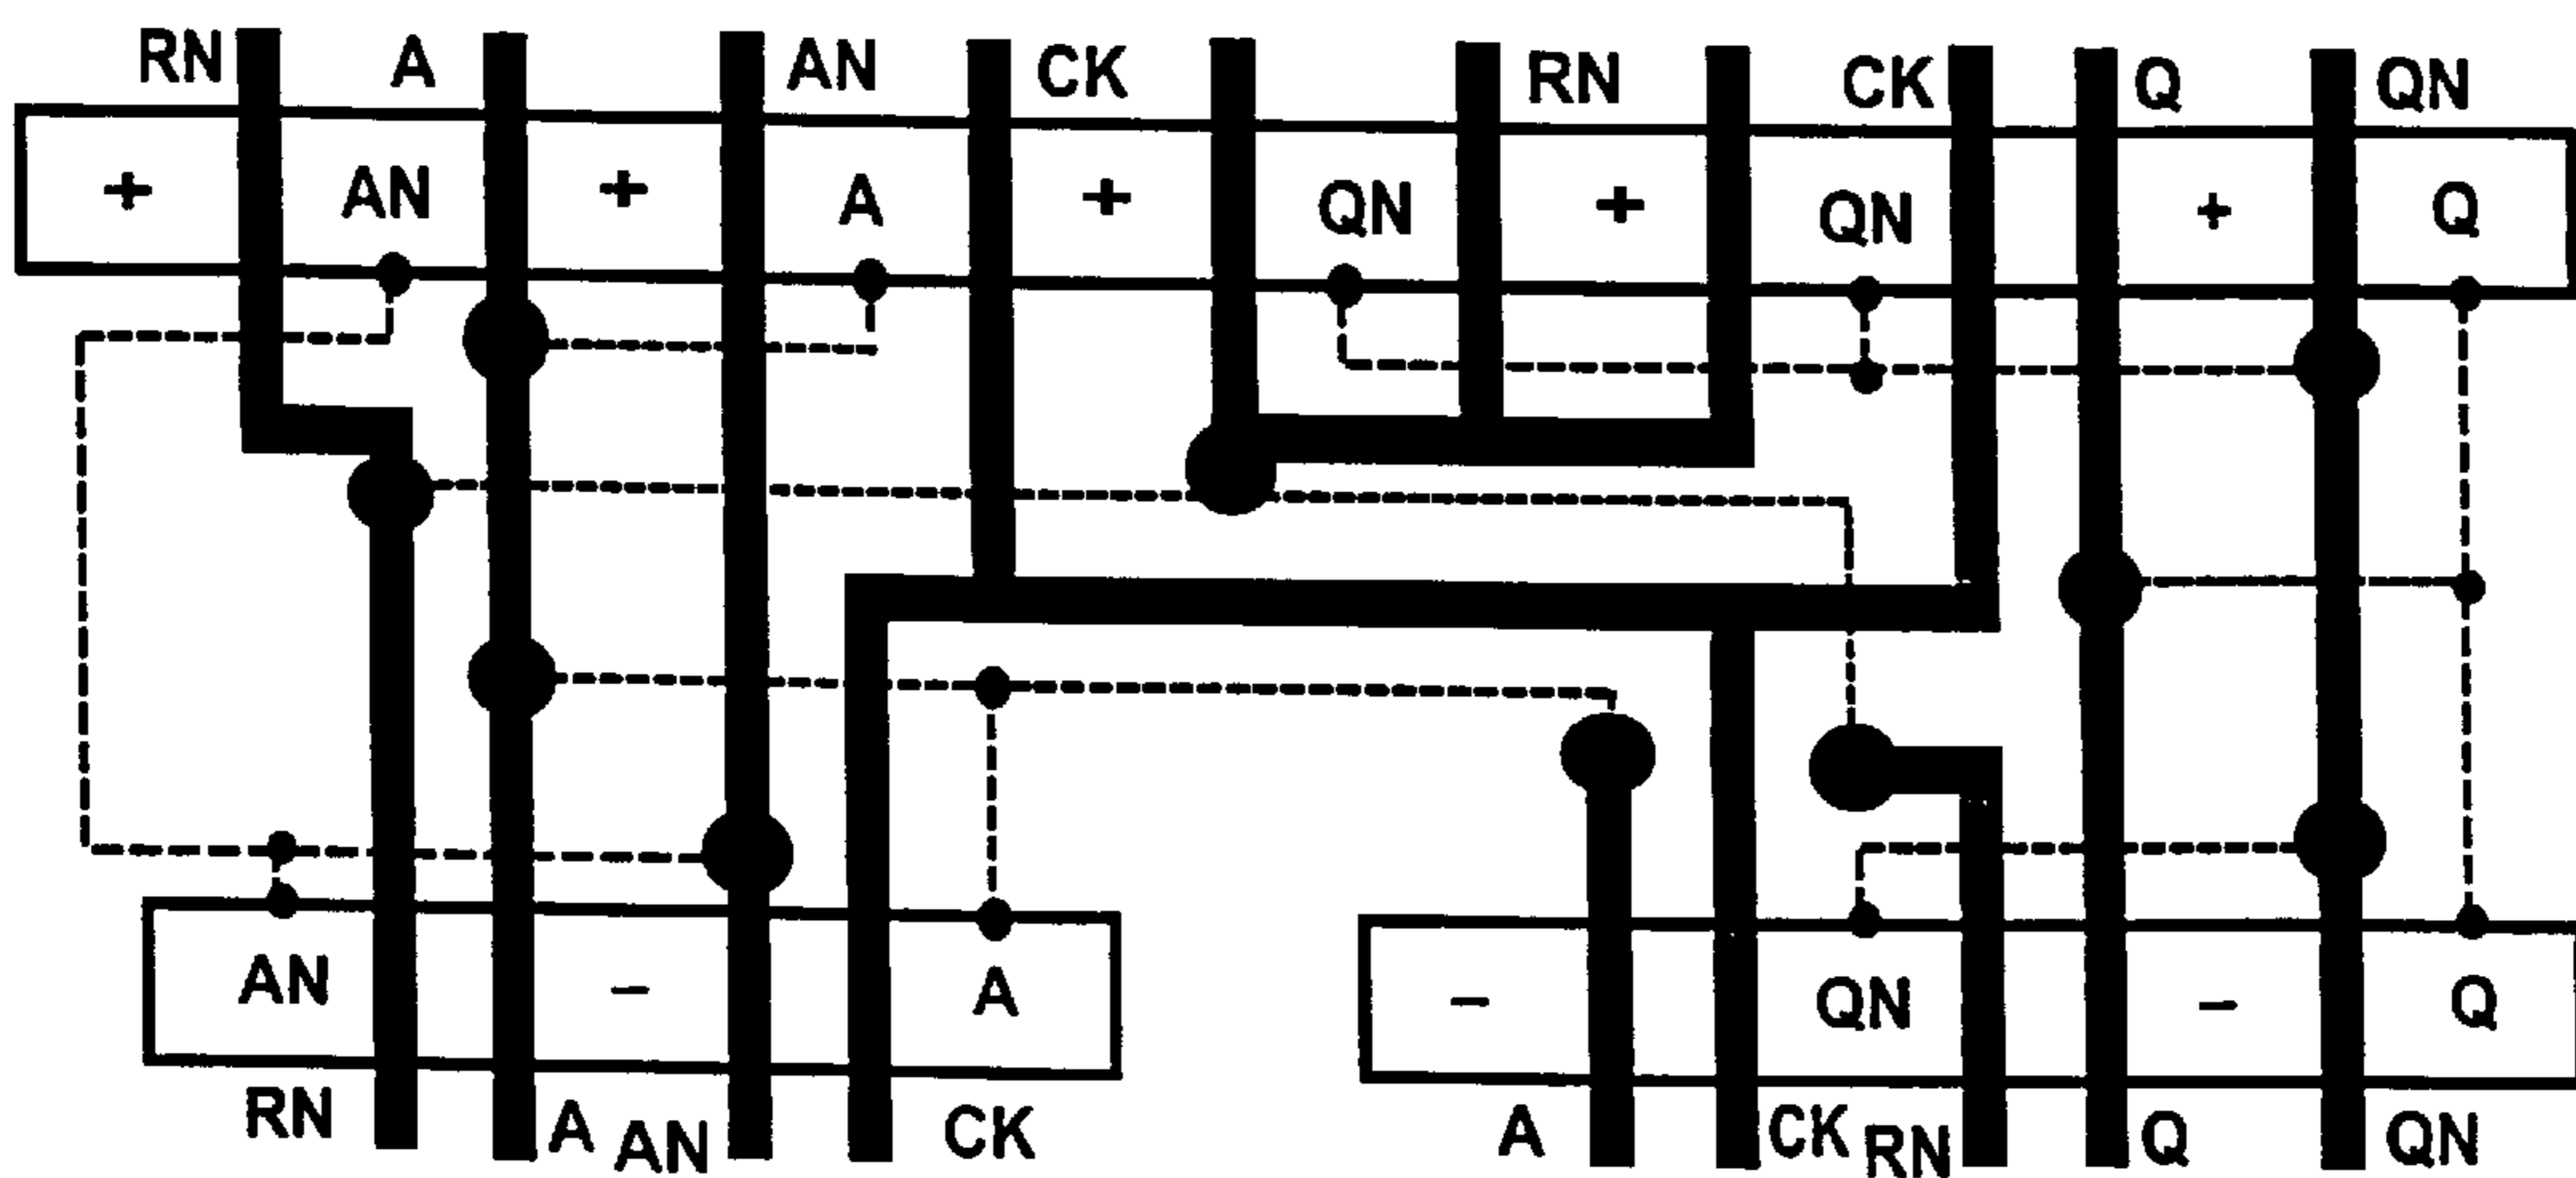 RN A AN CK RN CK Q QN
+ AN + A + QN + QN + Q
AN – A – QN – Q
RN A AN CK A CK RN Q QN